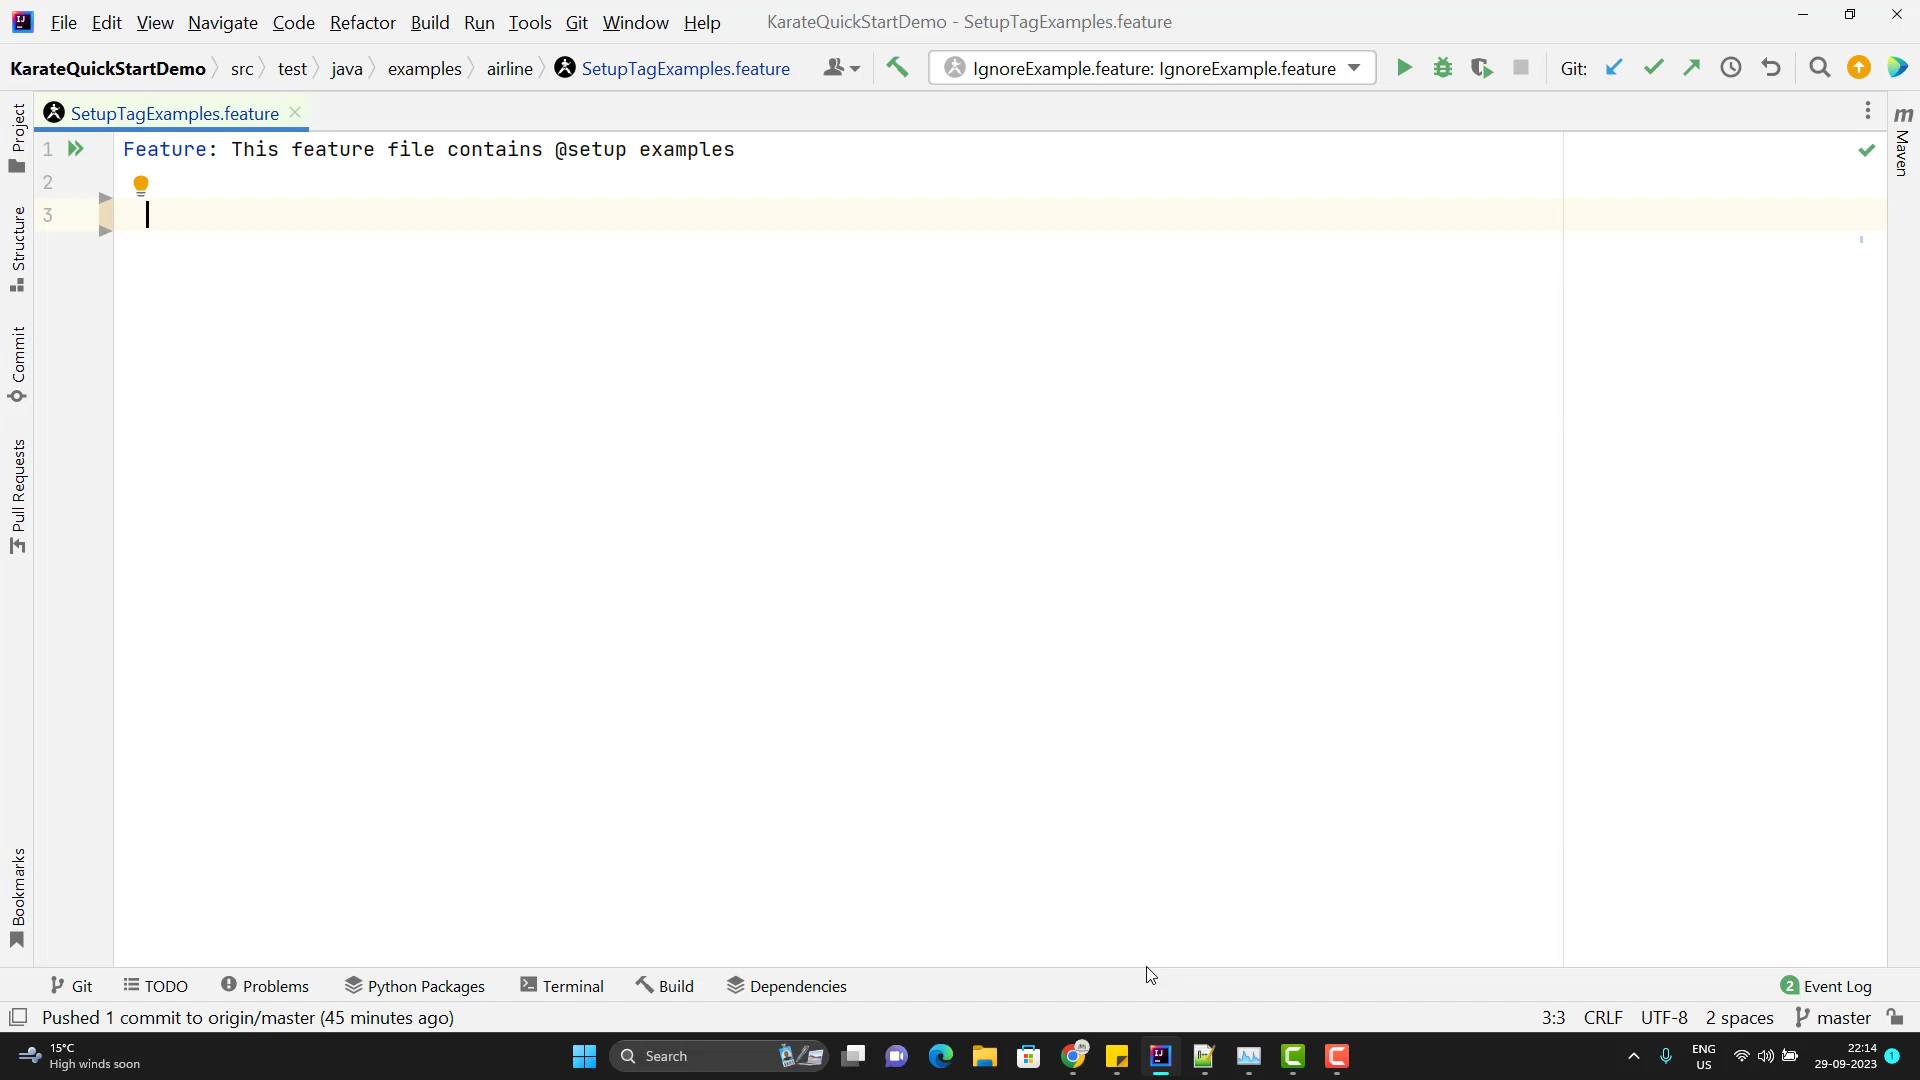 File Edit View Navigate Code Refactor Build Run Tools Git Window Help KarateQuickStartDemo - SetupTagExamples.feature
KarateQuickStartDemo src test java examples airline SetupTagExamples.feature IgnoreExample.feature: IgnoreExample.feature Git:
SetupTagExamples.feature
1 Feature: This feature file contains @setup examples
2
3
Project
Structure
Commit
Pull Requests
Bookmarks
m
Maven
Git TODO Problems Python Packages Terminal Build Dependencies 2 Event Log
Pushed 1 commit to origin/master (45 minutes ago) 3:3 CRLF UTF-8 2 spaces master
15°C
High winds soon
Search
ENG
US
22:14
29-09-2023
1